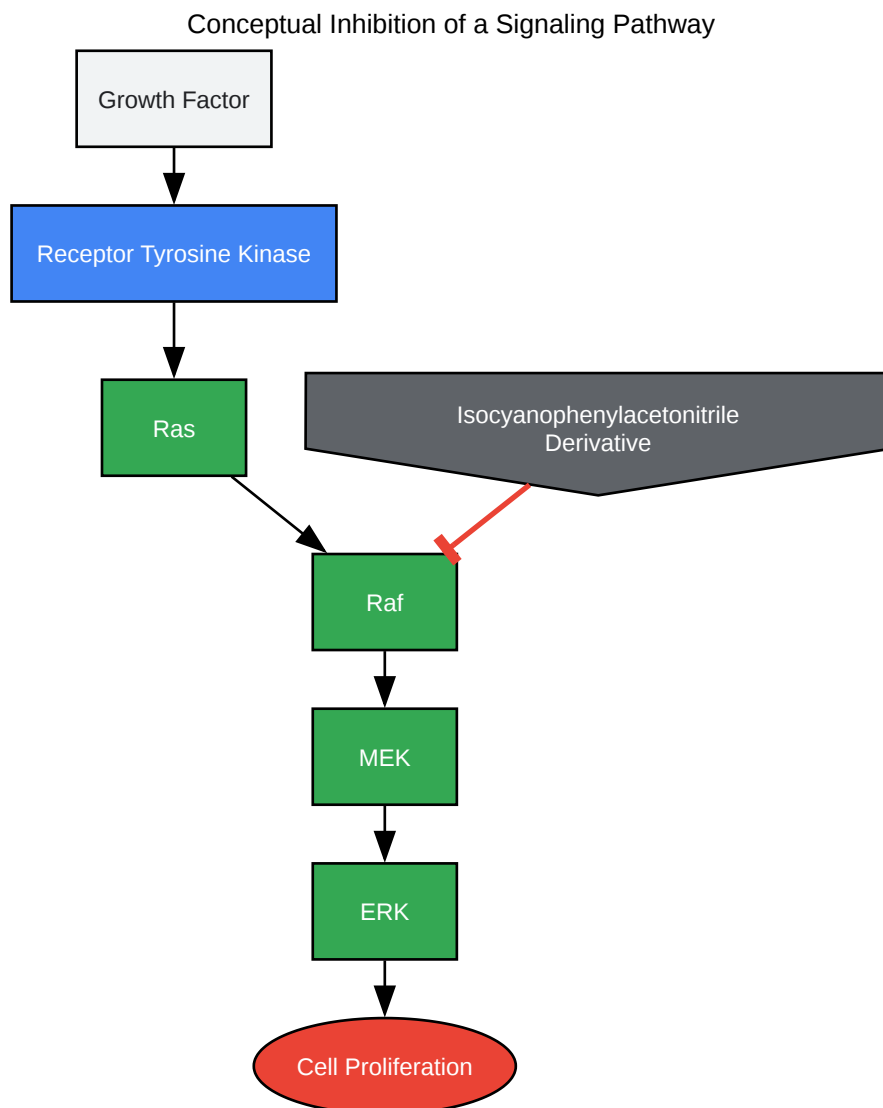 Conceptual Inhibition of a Signaling Pathway
Growth Factor
Receptor Tyrosine Kinase
Ras
Isocyanophenylacetonitrile
Derivative
Raf
MEK
ERK
Cell Proliferation